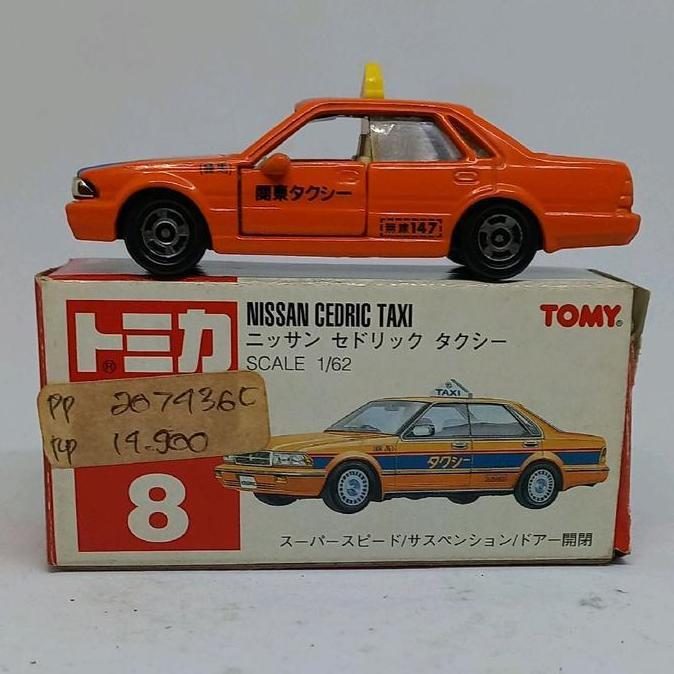 関東タクシー
無線147
トミカ®
NISSAN CEDRIC TAXI
ニッサン セドリック タクシー
SCALE 1/62
TOMY®
PP 207436C
Rp 14.900
8
TAXI
タクシー
スーパースピード/サスペンション/ドアー開閉